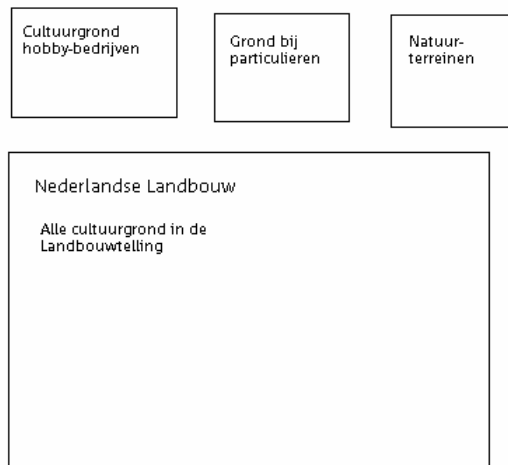 Cultuurgrond
hobby-bedrijven
Grond bij
particulieren
Natuur-
terreinen
Nederlandse Landbouw
Alle cultuurgrond in de
Landbouwtelling